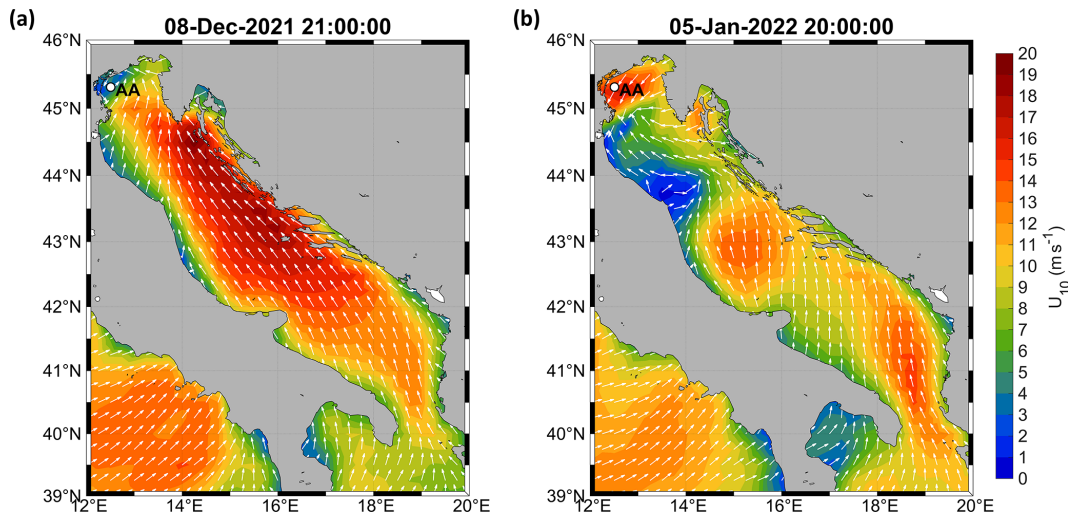 (a)
08-Dec-2021 21:00:00
46°N
45°N
44°N
43°N
42°N
41°N
40°N
39°N
12°E
14°E
16°E
18°E
20°E
AA
(b)
05-Jan-2022 20:00:00
46°N
45°N
44°N
43°N
42°N
41°N
40°N
39°N
12°E
14°E
16°E
18°E
20°E
AA
20
19
18
17
16
15
14
13
12
11
10
9
8
7
6
5
4
3
2
1
0
U10 (m s-1)